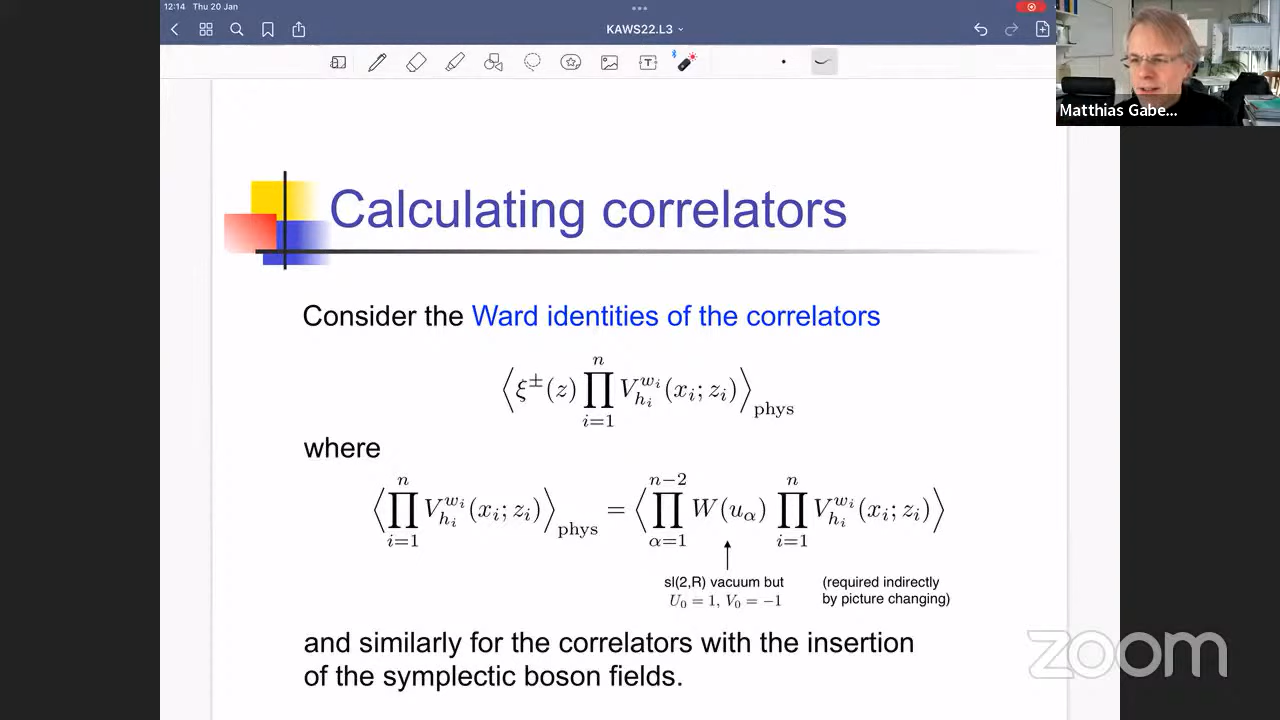 12:14 Thu 20 Jan
KAWS22.L3
Matthias Gabe...
Calculating correlators
Consider the Ward identities of the correlators
⟨ξ^±(z) ∏_{i=1}^{n} V_{h_i}^{w_i}(x_i; z_i)⟩_phys
where
⟨∏_{i=1}^{n} V_{h_i}^{w_i}(x_i; z_i)⟩_phys = ⟨∏_{α=1}^{n−2} W(u_α) ∏_{i=1}^{n} V_{h_i}^{w_i}(x_i; z_i)⟩
sl(2,R) vacuum but (required indirectly
U_0 = 1, V_0 = −1 by picture changing)
and similarly for the correlators with the insertion
of the symplectic boson fields.
zoom